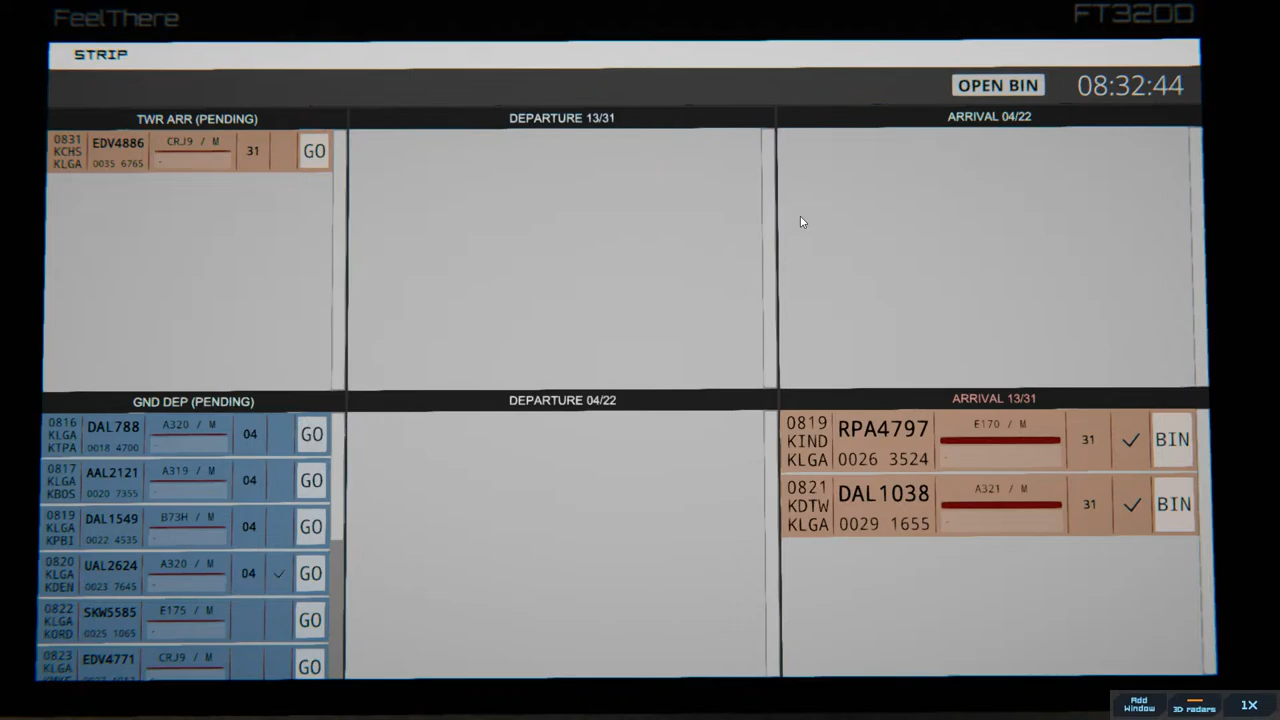 FeelThere
FT32DD
STRIP
OPEN BIN
08:32:44
TWR ARR (PENDING)
0831
KCHS
KLGA
EDV4886
0035 6765
CRJ9 / M
-
31
GO
DEPARTURE 13/31
ARRIVAL 04/22
GND DEP (PENDING)
0816
KLGA
KTPA
DAL788
0018 4700
A320 / M
-
04
GO
0817
KLGA
KBOS
AAL2121
0020 7355
A319 / M
-
04
GO
0819
KLGA
KPBI
DAL1549
0022 4535
B73H / M
-
04
GO
0820
KLGA
KDEN
UAL2624
0023 7645
A320 / M
-
04
GO
0822
KLGA
KORD
SKW5585
0025 1065
E175 / M
-
GO
0823
KLGA
EDV4771
CRJ9 / M
GO
DEPARTURE 04/22
ARRIVAL 13/31
0819
KIND
KLGA
RPA4797
0026 3524
E170 / M
-
31
BIN
0821
KDTW
KLGA
DAL1038
0029 1655
A321 / M
-
31
BIN
Add
Window
3D radars
1X